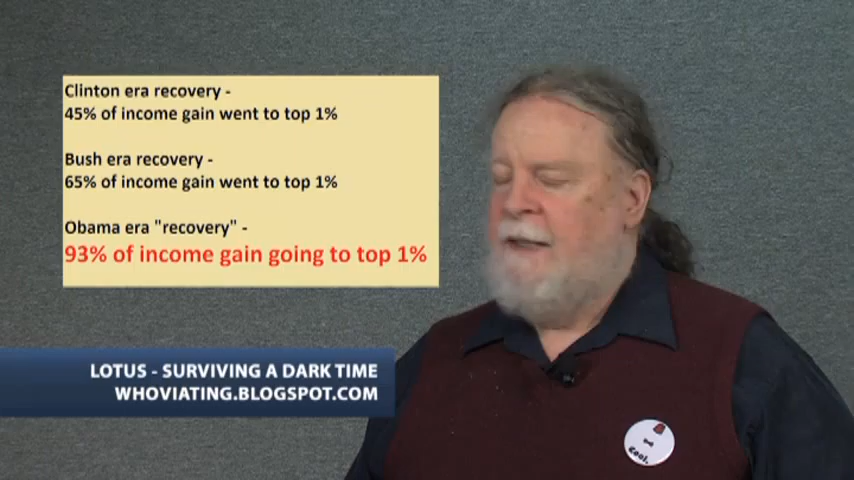 Clinton era recovery -
45% of income gain went to top 1%
Bush era recovery -
65% of income gain went to top 1%
Obama era "recovery" -
93% of income gain going to top 1%
LOTUS - SURVIVING A DARK TIME
WHOVIATING.BLOGSPOT.COM
Cool.